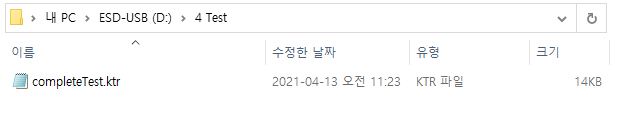 내 PC > ESD-USB (D:) > 4 Test
이름 수정한 날짜 유형 크기
completeTest.ktr 2021-04-13 오전 11:23 KTR 파일 14KB